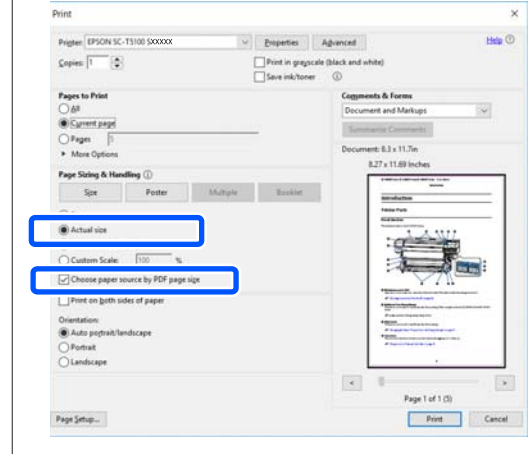 Print
Printer: EPSON SC-T5100 SXXXXX Properties Advanced Help
Copies: 1 Print in grayscale (black and white)
Save ink/toner
Pages to Print Comments & Forms
All Document and Markups
Current page Summarize Comments
Pages 5
More Options Document: 8.3 x 11.7in
8.27 x 11.69 Inches
Page Sizing & Handling
Size Poster Multiple Booklet
Introduction
Printer Parts
Actual size
Custom Scale: 100 %
Choose paper source by PDF page size
Print on both sides of paper
Orientation:
Auto portrait/landscape
Portrait
Landscape
< >
Page 1 of 1 (5)
Page Setup... Print Cancel